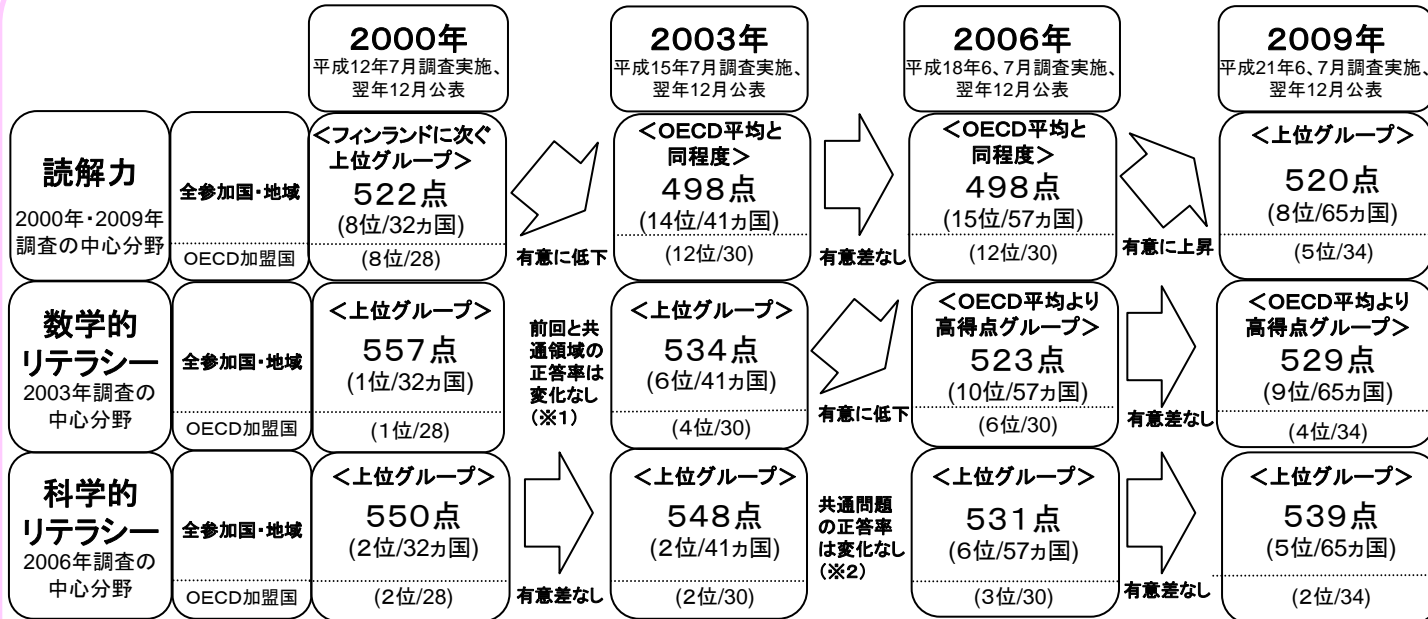 2000年
平成12年7月調査実施、
翌年12月公表
2003年
平成15年7月調査実施、
翌年12月公表
2006年
平成18年6、7月調査実施、
翌年12月公表
2009年
平成21年6、7月調査実施、
翌年12月公表
読解力
2000年・2009年
調査の中心分野
全参加国・地域
OECD加盟国
<フィンランドに次ぐ
上位グループ>
522点
(8位/32ヵ国)
(8位/28)
有意に低下
<OECD平均と
同程度>
498点
(14位/41ヵ国)
(12位/30)
有意差なし
<OECD平均と
同程度>
498点
(15位/57ヵ国)
(12位/30)
有意に上昇
<上位グループ>
520点
(8位/65ヵ国)
(5位/34)
数学的
リテラシー
2003年調査の
中心分野
全参加国・地域
OECD加盟国
<上位グループ>
557点
(1位/32ヵ国)
(1位/28)
前回と共
通領域の
正答率は
変化なし
(※1)
<上位グループ>
534点
(6位/41ヵ国)
(4位/30)
有意に低下
<OECD平均より
高得点グループ>
523点
(10位/57ヵ国)
(6位/30)
有意差なし
<OECD平均より
高得点グループ>
529点
(9位/65ヵ国)
(4位/34)
科学的
リテラシー
2006年調査の
中心分野
全参加国・地域
OECD加盟国
<上位グループ>
550点
(2位/32ヵ国)
(2位/28)
有意差なし
<上位グループ>
548点
(2位/41ヵ国)
(2位/30)
共通問題
の正答率
は変化なし
(※2)
<上位グループ>
531点
(6位/57ヵ国)
(3位/30)
有意差なし
<上位グループ>
539点
(5位/65ヵ国)
(2位/34)